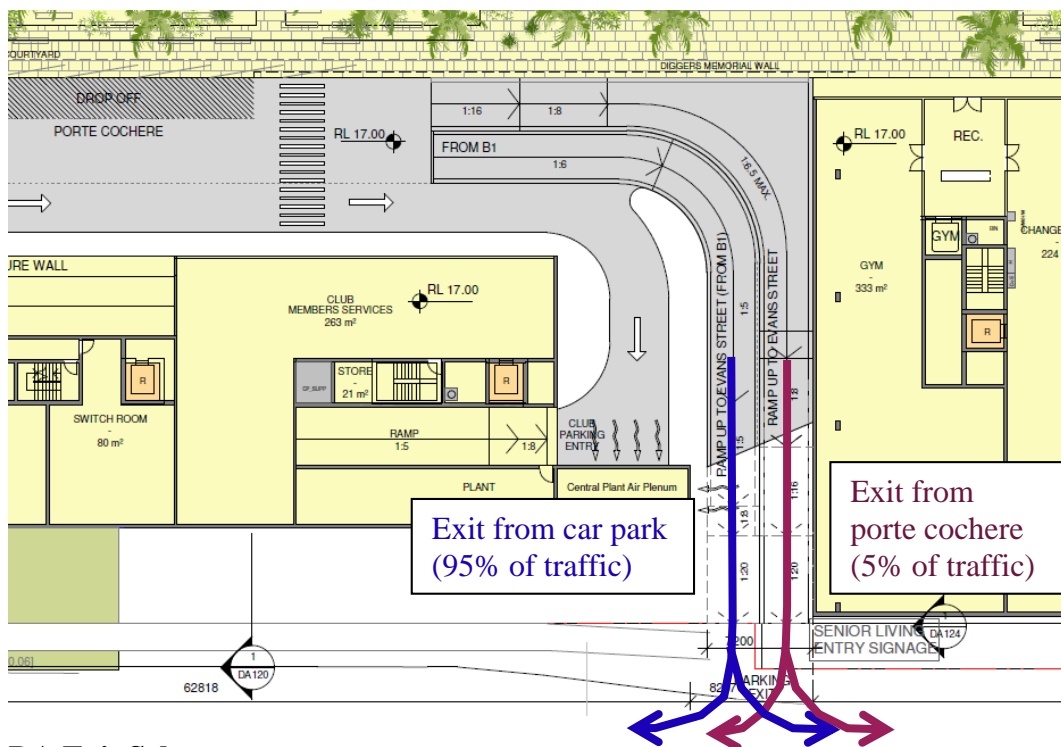 COURTYARD
DIGGERS MEMORIAL WALL
DROP OFF
PORTE COCHERE
RL 17.00
1:16
1:8
FROM B1
1:6
1:6.5 MAX.
RL 17.00
REC.
GYM
CHANGE
224
GYM
-
333 m²
R
URE WALL
CLUB
MEMBERS SERVICES
263 m²
RL 17.00
RAMP UP TO EVANS STREET (FROM B1)
1:5
RAMP UP TO EVANS STREET
STORE
-
21 m²
R
R
SWITCH ROOM
-
80 m²
RAMP
1:5
1:8
CLUB
PARKING
ENTRY
1:5
1:8
PLANT
Central Plant Air Plenum
1:16
1:8
1:20
1:20
Exit from car park
(95% of traffic)
Exit from
porte cochere
(5% of traffic)
SENIOR LIVING
ENTRY SIGNAGE
1
DA124
1
DA120
0.06]
62818
7200
PARKING
EXIT